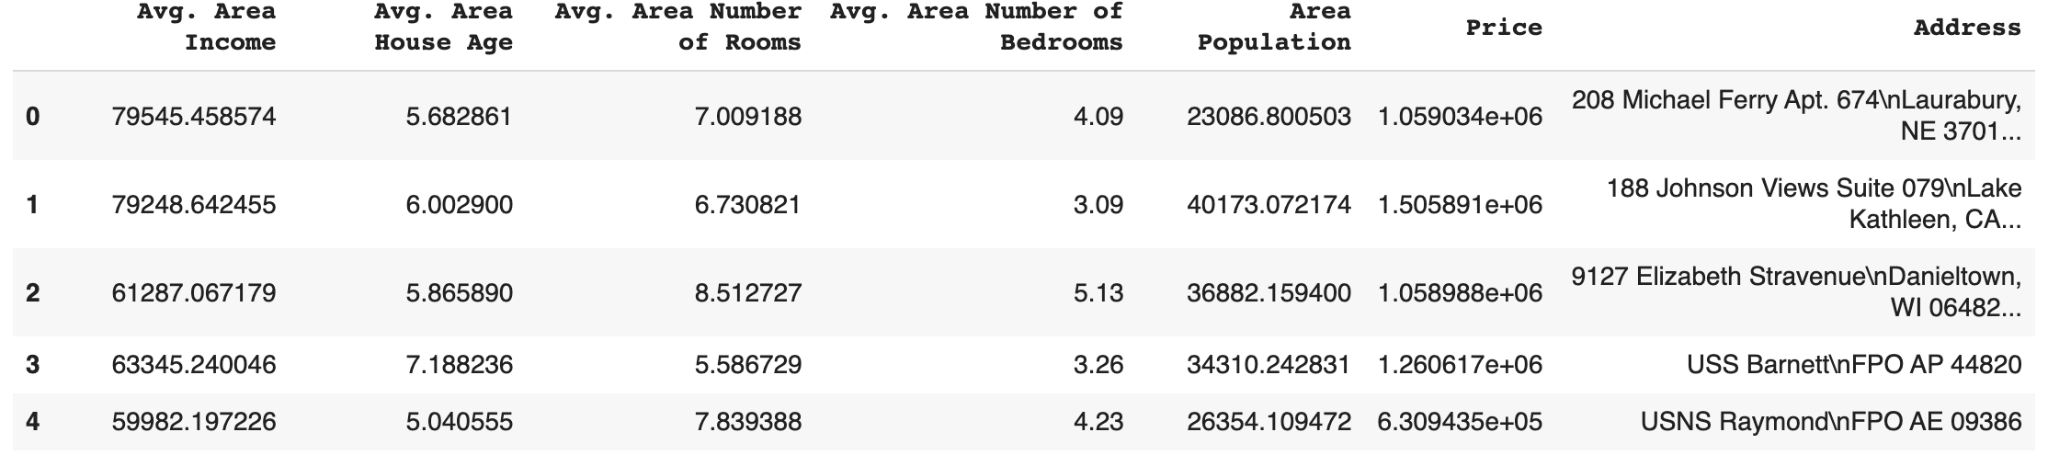 Avg. Area Income Avg. Area House Age Avg. Area Number of Rooms Avg. Area Number of Bedrooms Area Population Price Address
0 79545.458574 5.682861 7.009188 4.09 23086.800503 1.059034e+06 208 Michael Ferry Apt. 674\nLaurabury, NE 3701...
1 79248.642455 6.002900 6.730821 3.09 40173.072174 1.505891e+06 188 Johnson Views Suite 079\nLake Kathleen, CA...
2 61287.067179 5.865890 8.512727 5.13 36882.159400 1.058988e+06 9127 Elizabeth Stravenue\nDanieltown, WI 06482...
3 63345.240046 7.188236 5.586729 3.26 34310.242831 1.260617e+06 USS Barnett\nFPO AP 44820
4 59982.197226 5.040555 7.839388 4.23 26354.109472 6.309435e+05 USNS Raymond\nFPO AE 09386